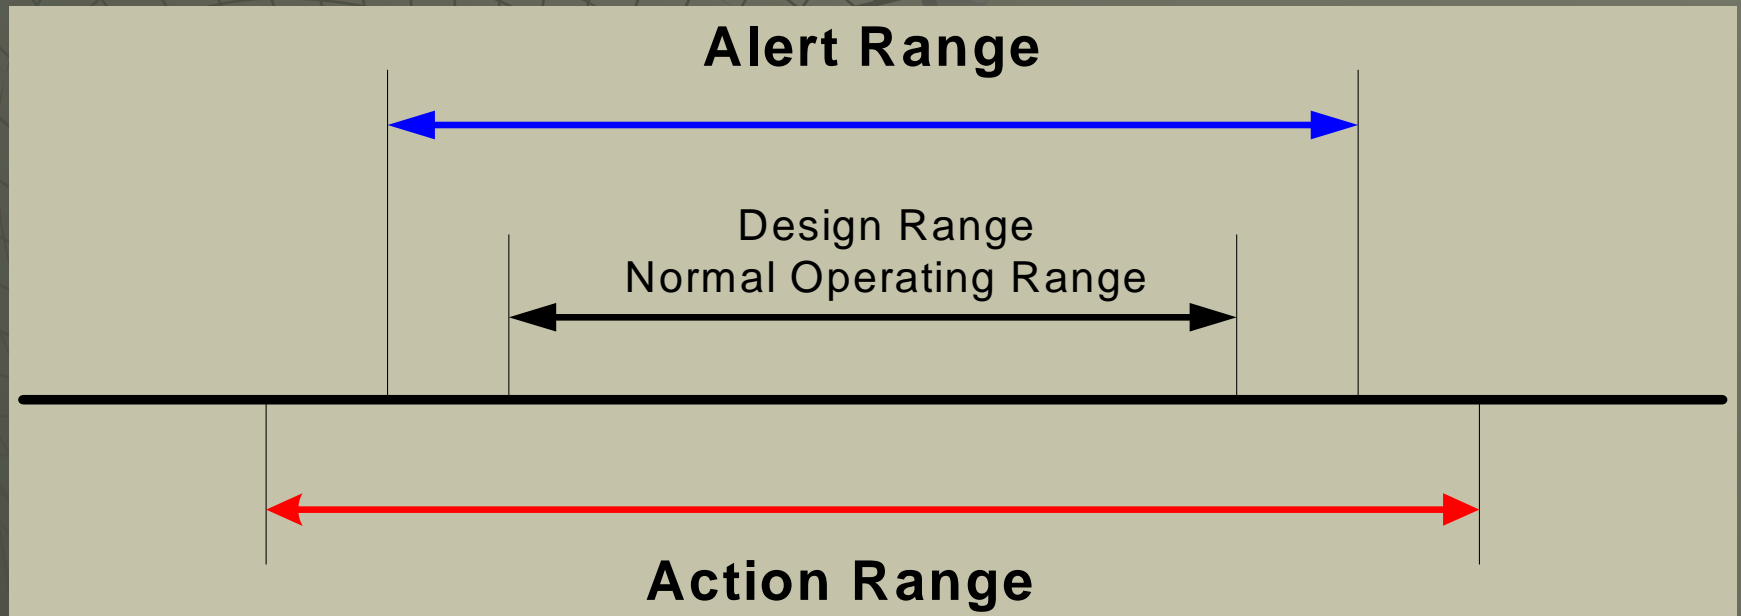 Alert Range
Design Range
Normal Operating Range
Action Range